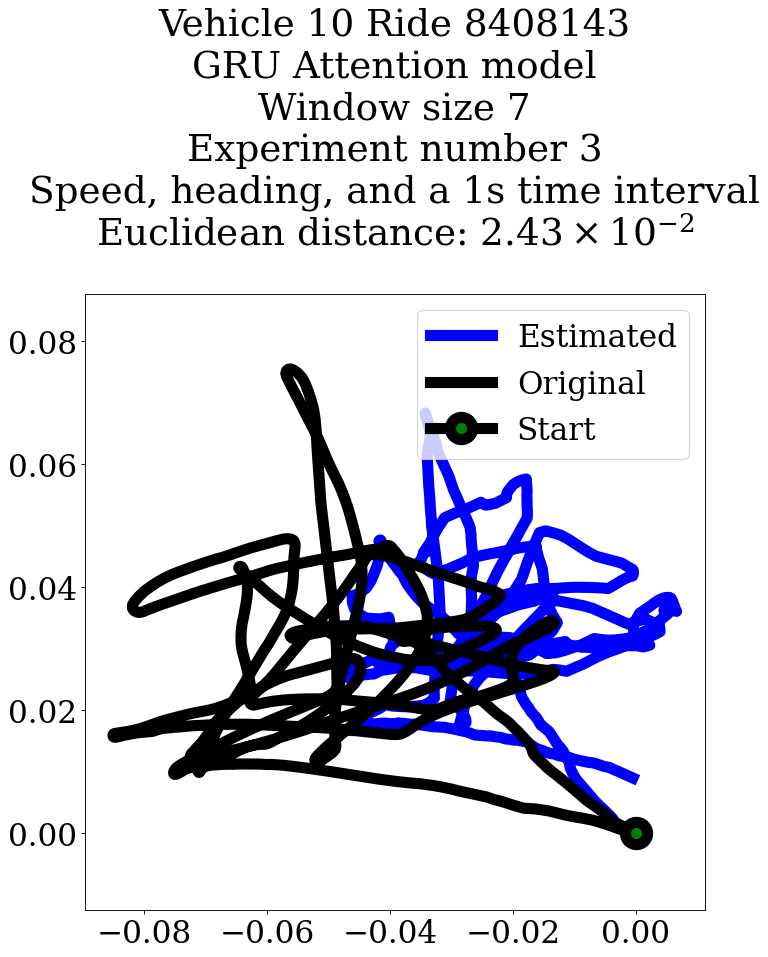 Vehicle 10 Ride 8408143
GRU Attention model
Window size 7
Experiment number 3
Speed, heading, and a 1s time interval
Euclidean distance: 2.43 × 10⁻²
Estimated
Original
Start
0.08
0.06
0.04
0.02
0.00
−0.08 −0.06 −0.04 −0.02 0.00